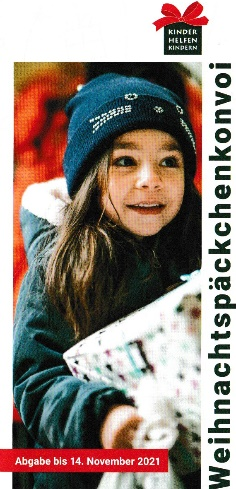 KINDER
HELFEN
KINDERN
Weihnachtspäckchenkonvoi
Abgabe bis 14. November 2021